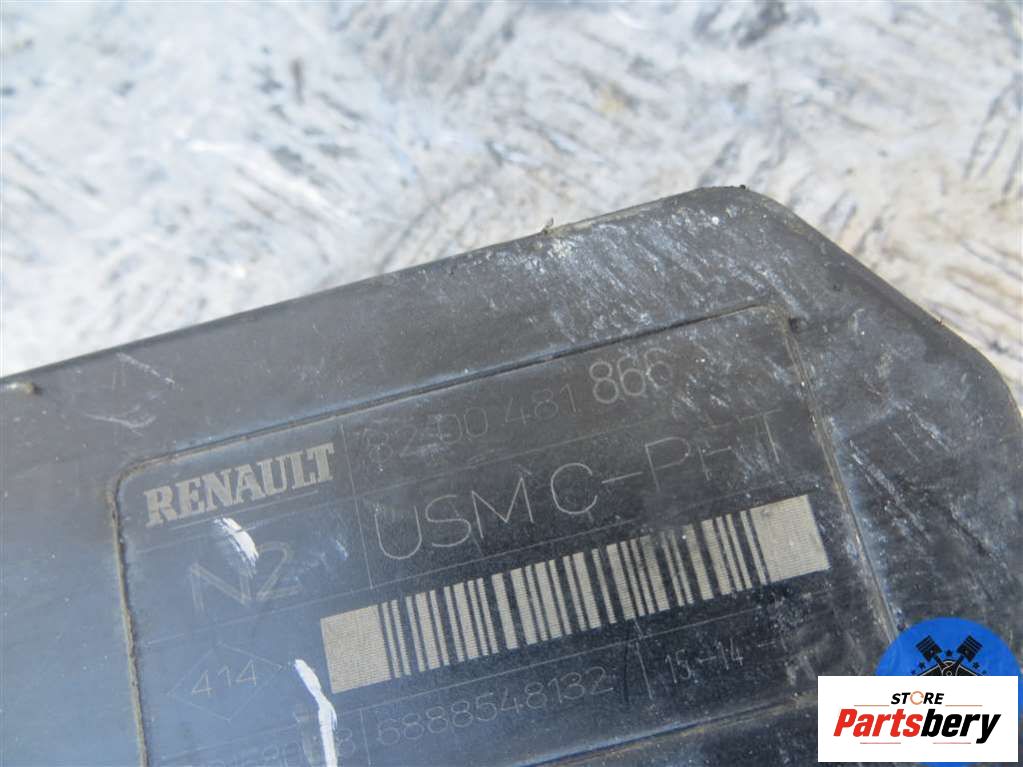 RENAULT
8200 481 866
N2
USM C-PH
<414>
6888548132
15-14
STORE
Partsbery